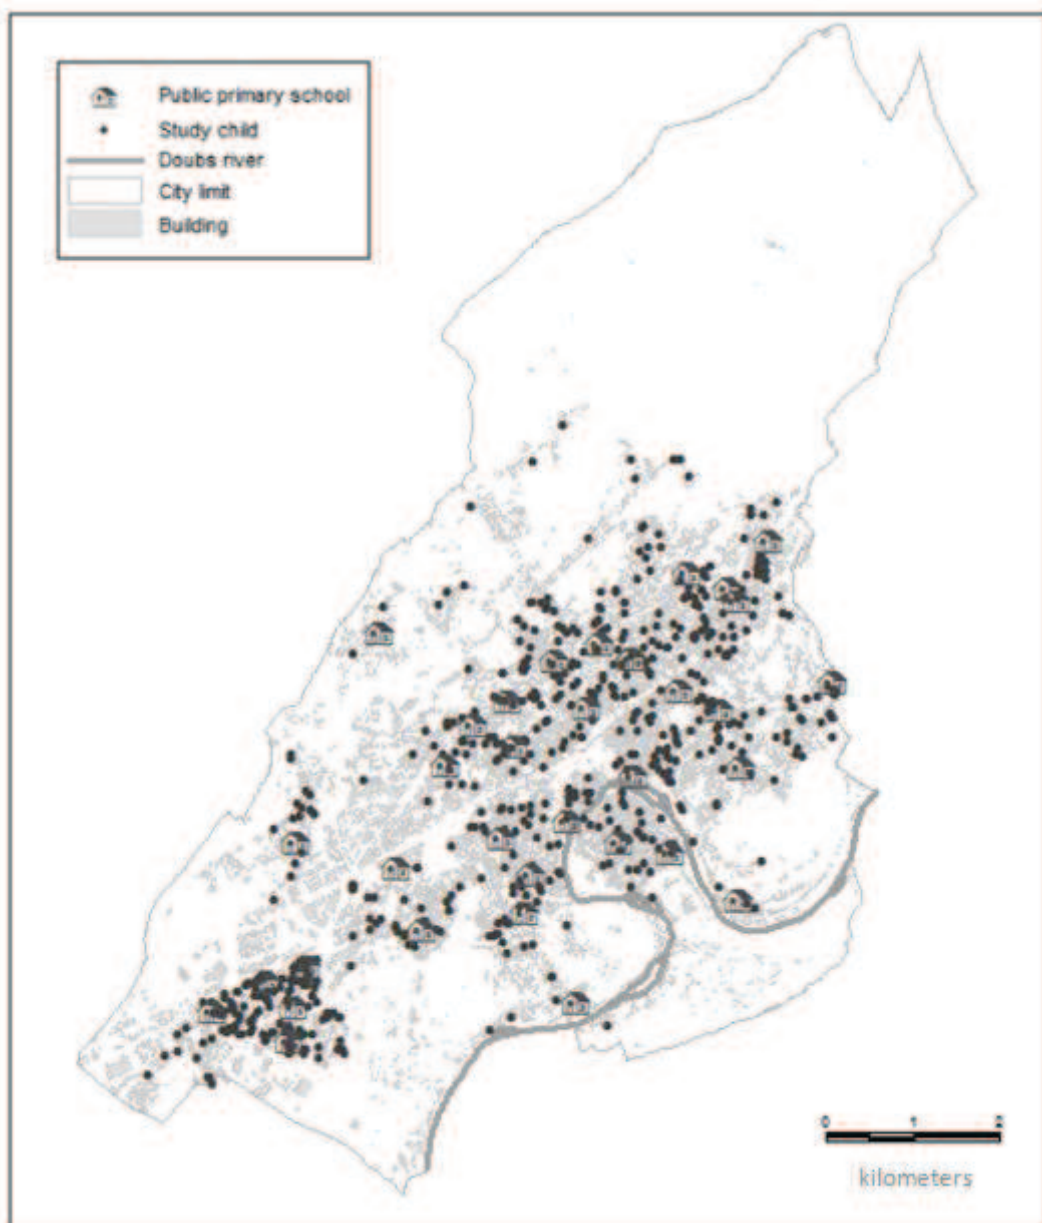 Public primary school
Study child
Doubs river
City limit
Building
0 1 2
kilometers